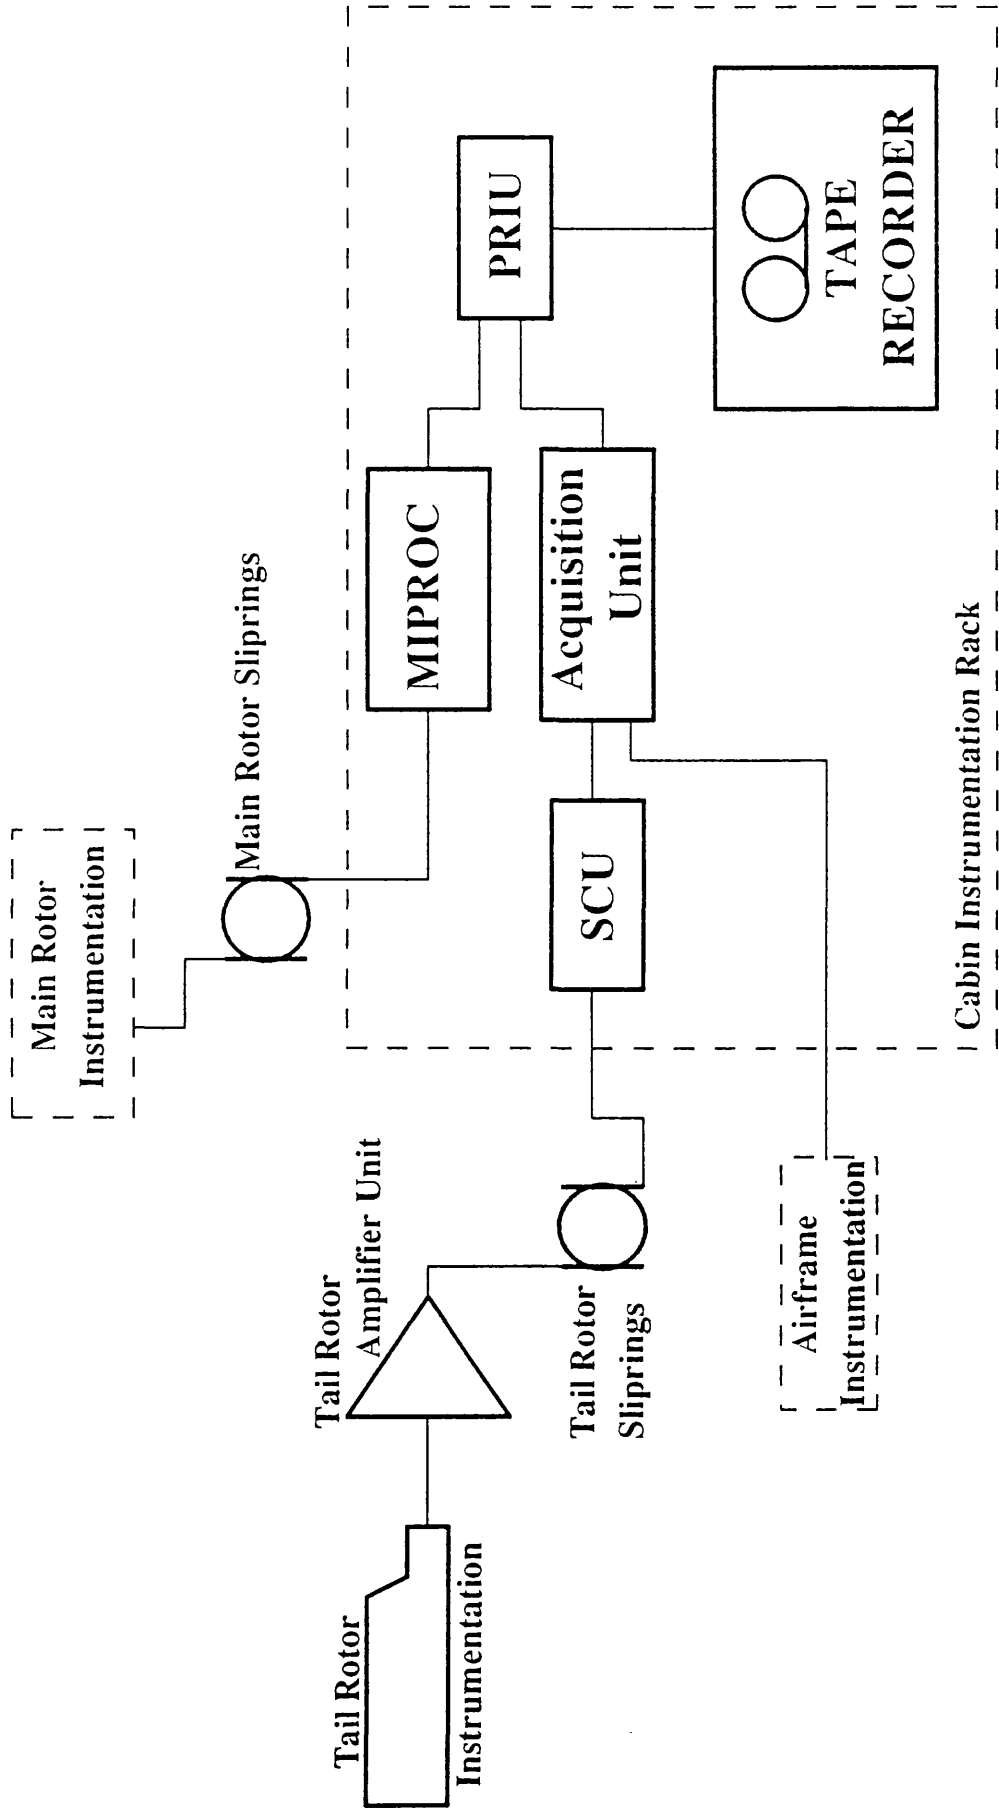 Main Rotor
Instrumentation
Main Rotor Sliprings
Tail Rotor
Amplifier Unit
Tail Rotor
Instrumentation
Tail Rotor
Sliprings
Airframe
Instrumentation
MIPROC
SCU
Acquisition
Unit
PRIU
TAPE
RECORDER
Cabin Instrumentation Rack